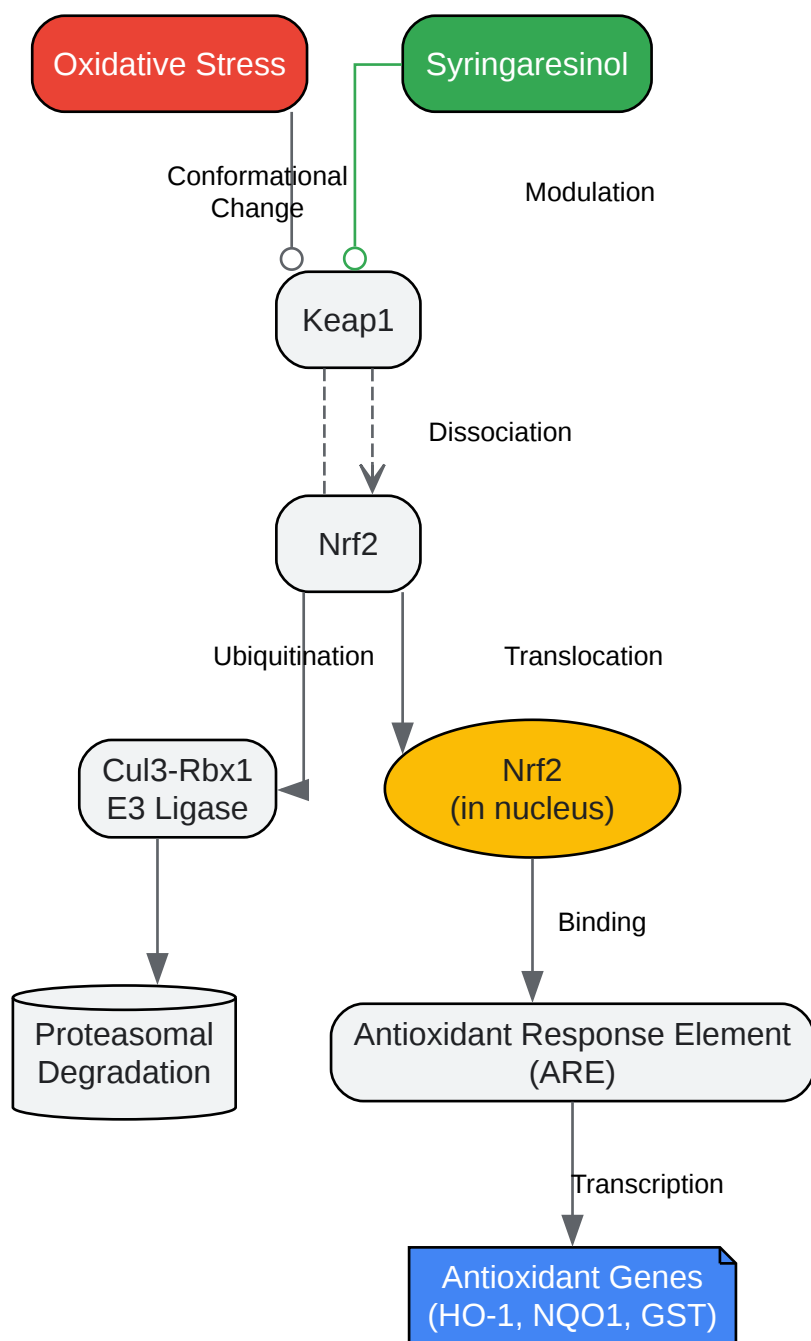 Oxidative Stress
Syringaresinol
Conformational
Change
Modulation
Keap1
Dissociation
Nrf2
Ubiquitination
Translocation
Cul3-Rbx1
E3 Ligase
Nrf2
(in nucleus)
Binding
Proteasomal
Degradation
Antioxidant Response Element
(ARE)
Transcription
Antioxidant Genes
(HO-1, NQO1, GST)